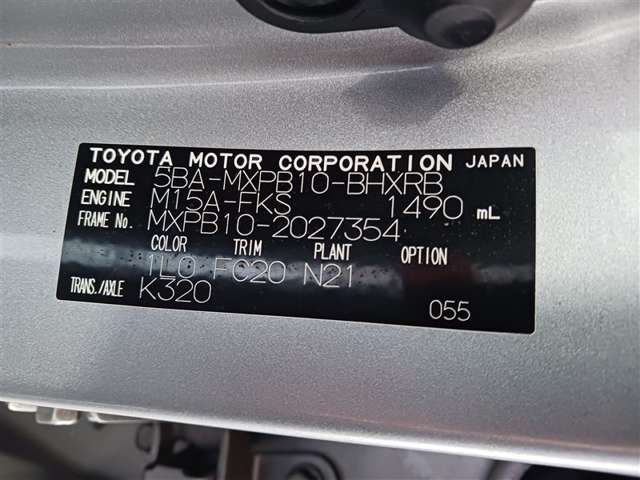 TOYOTA MOTOR CORPORATION JAPAN
MODEL 5BA-MXPB10-BHXRB
ENGINE M15A-FKS 1490 mL
FRAME No. MXPB10-2027354
COLOR TRIM PLANT OPTION
1L0 FC20 N21
TRANS./AXLE K320
055